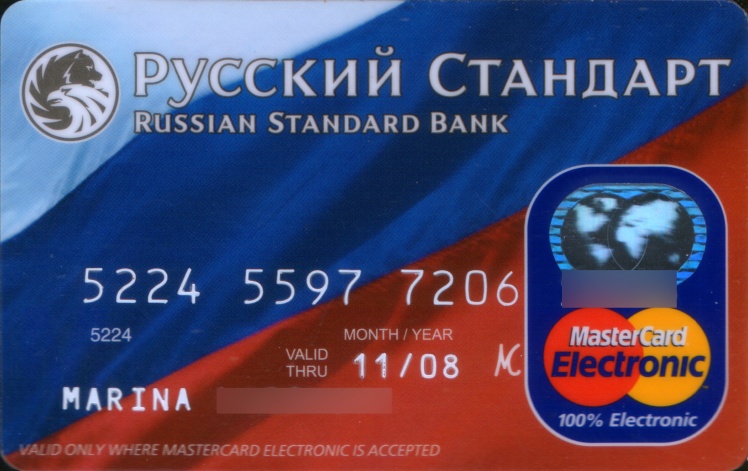 Русский Стандарт
Russian Standard Bank
5224 5597 7206
5224
MONTH / YEAR
VALID THRU 11/08 MC
MARINA
MasterCard
Electronic
100% Electronic
VALID ONLY WHERE MASTERCARD ELECTRONIC IS ACCEPTED